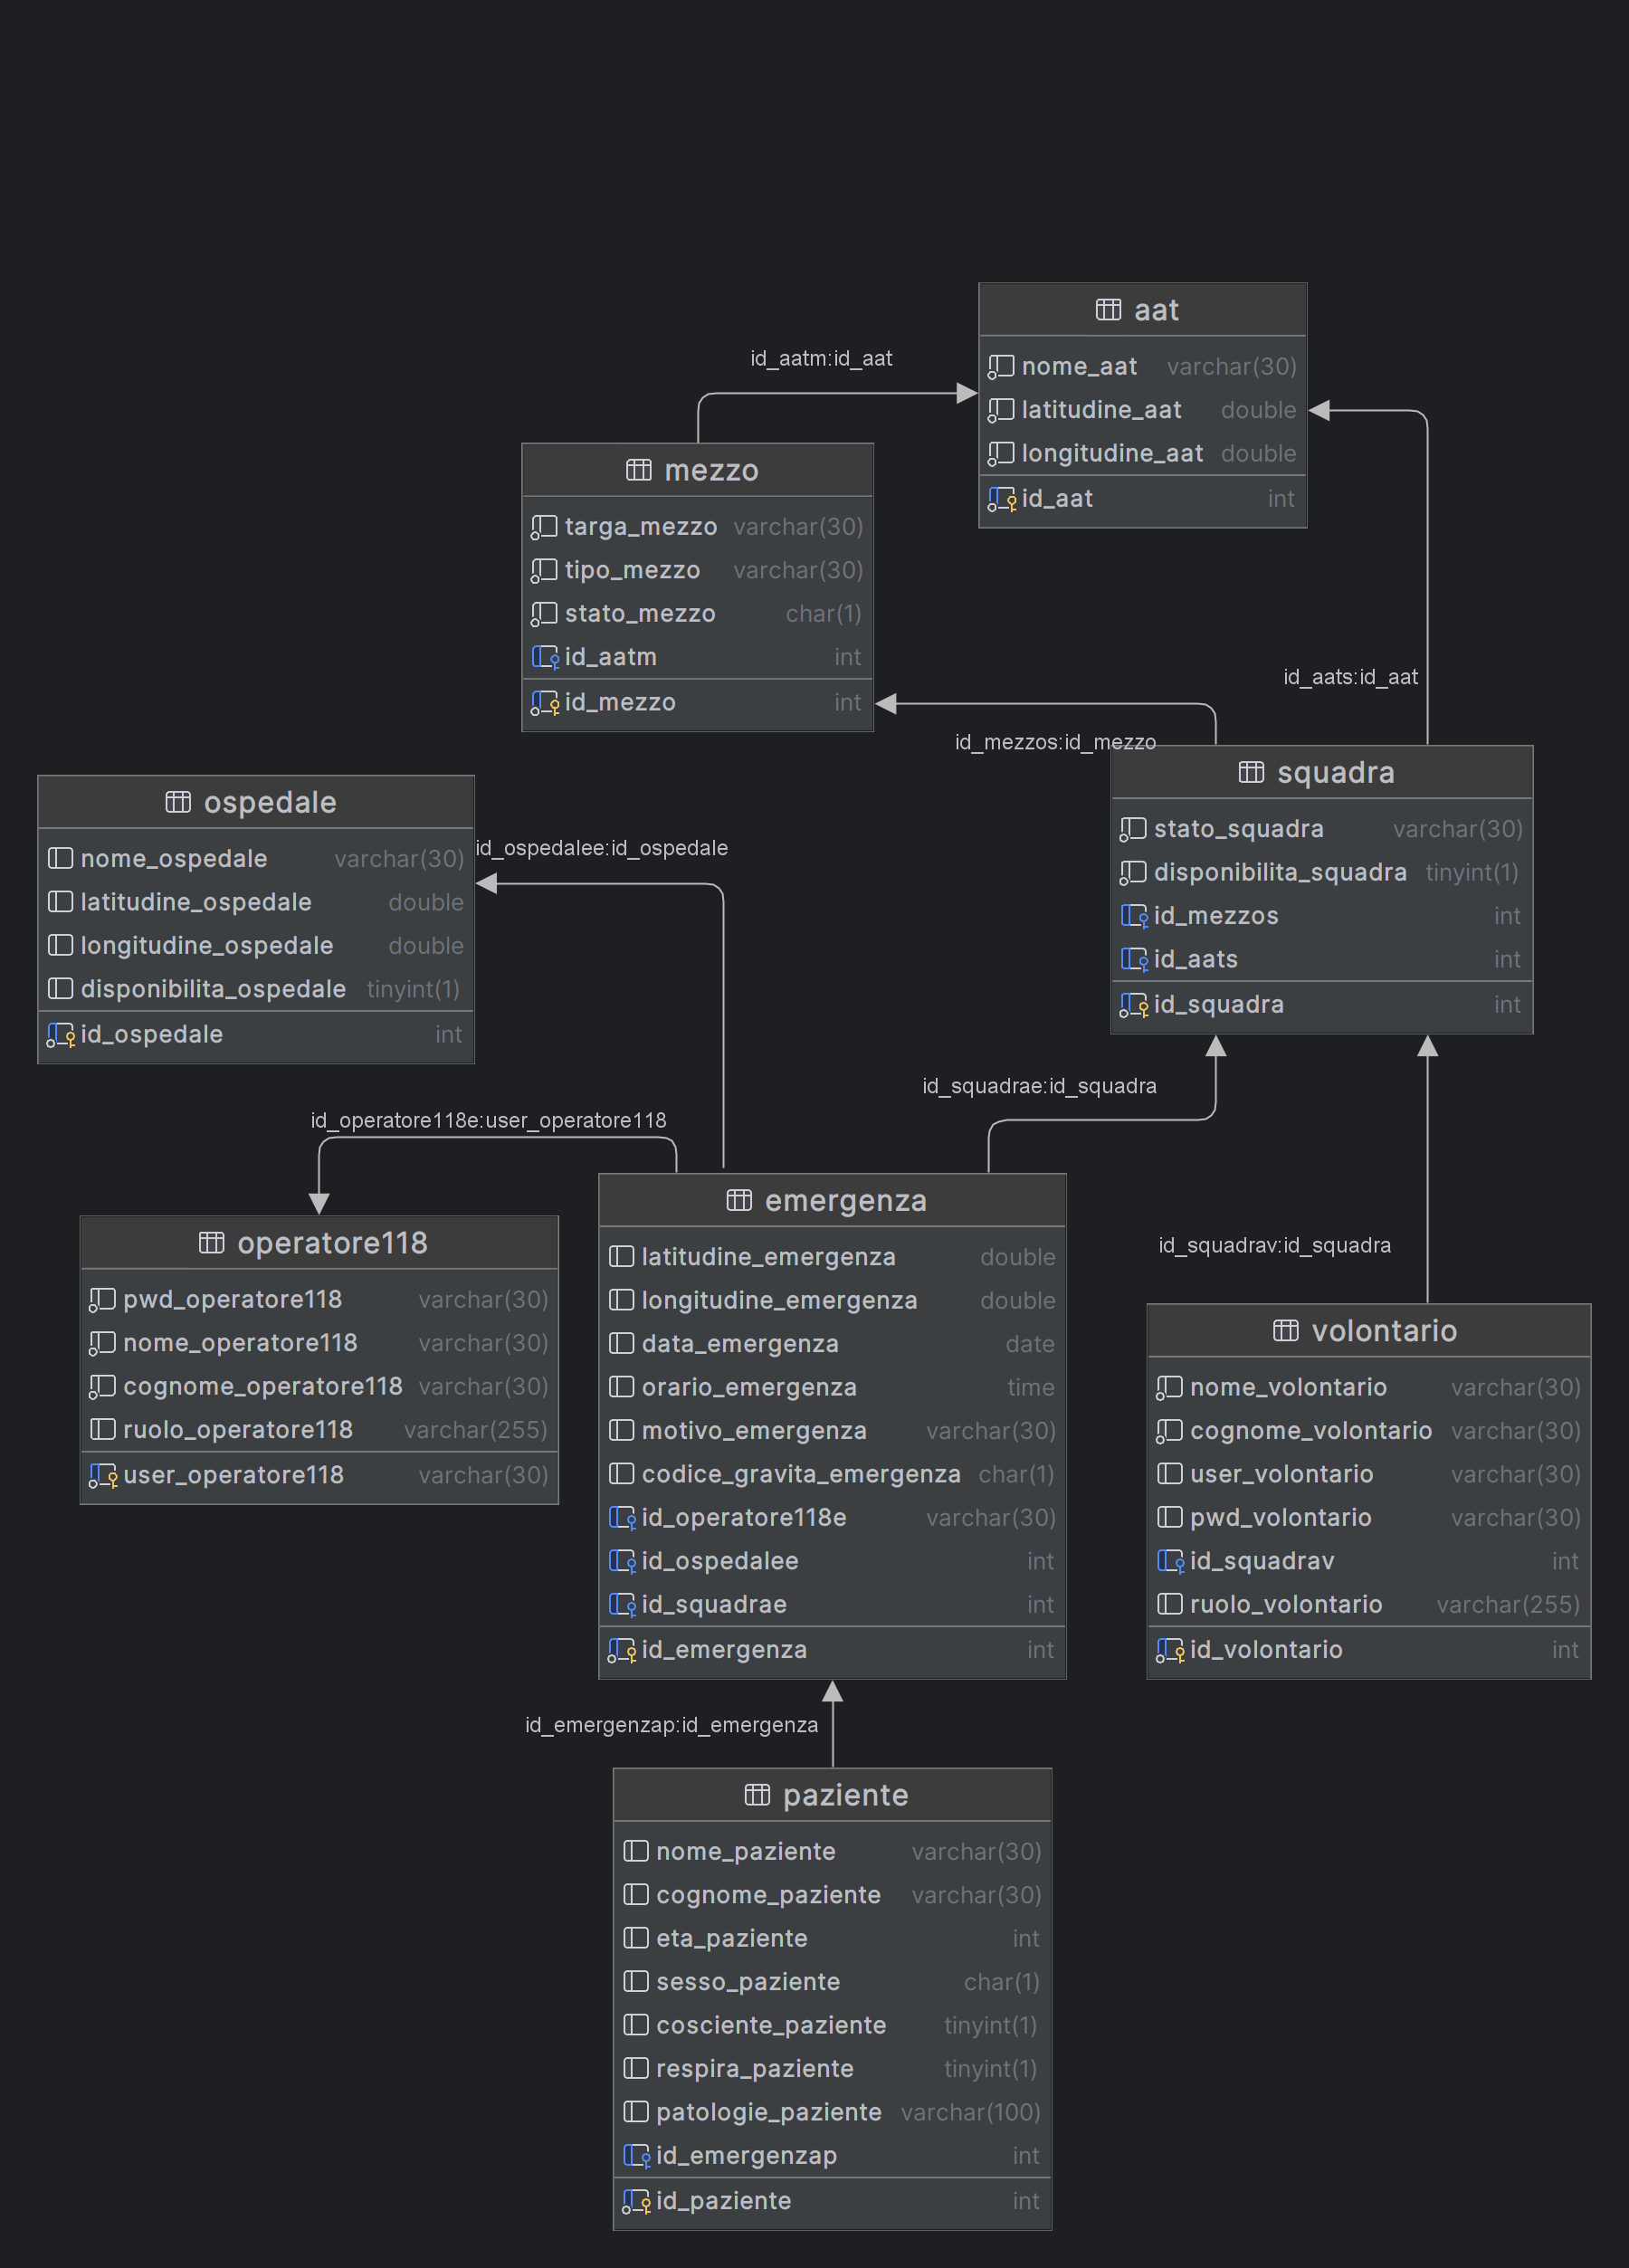 aat
nome_aat varchar(30)
latitudine_aat double
longitudine_aat double
id_aat int
id_aatm:id_aat
mezzo
targa_mezzo varchar(30)
tipo_mezzo varchar(30)
stato_mezzo char(1)
id_aatm int
id_mezzo int
id_aats:id_aat
id_mezzos:id_mezzo
squadra
stato_squadra varchar(30)
disponibilita_squadra tinyint(1)
id_mezzos int
id_aats int
id_squadra int
ospedale
nome_ospedale varchar(30)
latitudine_ospedale double
longitudine_ospedale double
disponibilita_ospedale tinyint(1)
id_ospedale int
id_ospedalee:id_ospedale
id_squadrae:id_squadra
id_operatore118e:user_operatore118
operatore118
pwd_operatore118 varchar(30)
nome_operatore118 varchar(30)
cognome_operatore118 varchar(30)
ruolo_operatore118 varchar(255)
user_operatore118 varchar(30)
emergenza
latitudine_emergenza double
longitudine_emergenza double
data_emergenza date
orario_emergenza time
motivo_emergenza varchar(30)
codice_gravita_emergenza char(1)
id_operatore118e varchar(30)
id_ospedalee int
id_squadrae int
id_emergenza int
id_squadrav:id_squadra
volontario
nome_volontario varchar(30)
cognome_volontario varchar(30)
user_volontario varchar(30)
pwd_volontario varchar(30)
id_squadrav int
ruolo_volontario varchar(255)
id_volontario int
id_emergenzap:id_emergenza
paziente
nome_paziente varchar(30)
cognome_paziente varchar(30)
eta_paziente int
sesso_paziente char(1)
cosciente_paziente tinyint(1)
respira_paziente tinyint(1)
patologie_paziente varchar(100)
id_emergenzap int
id_paziente int